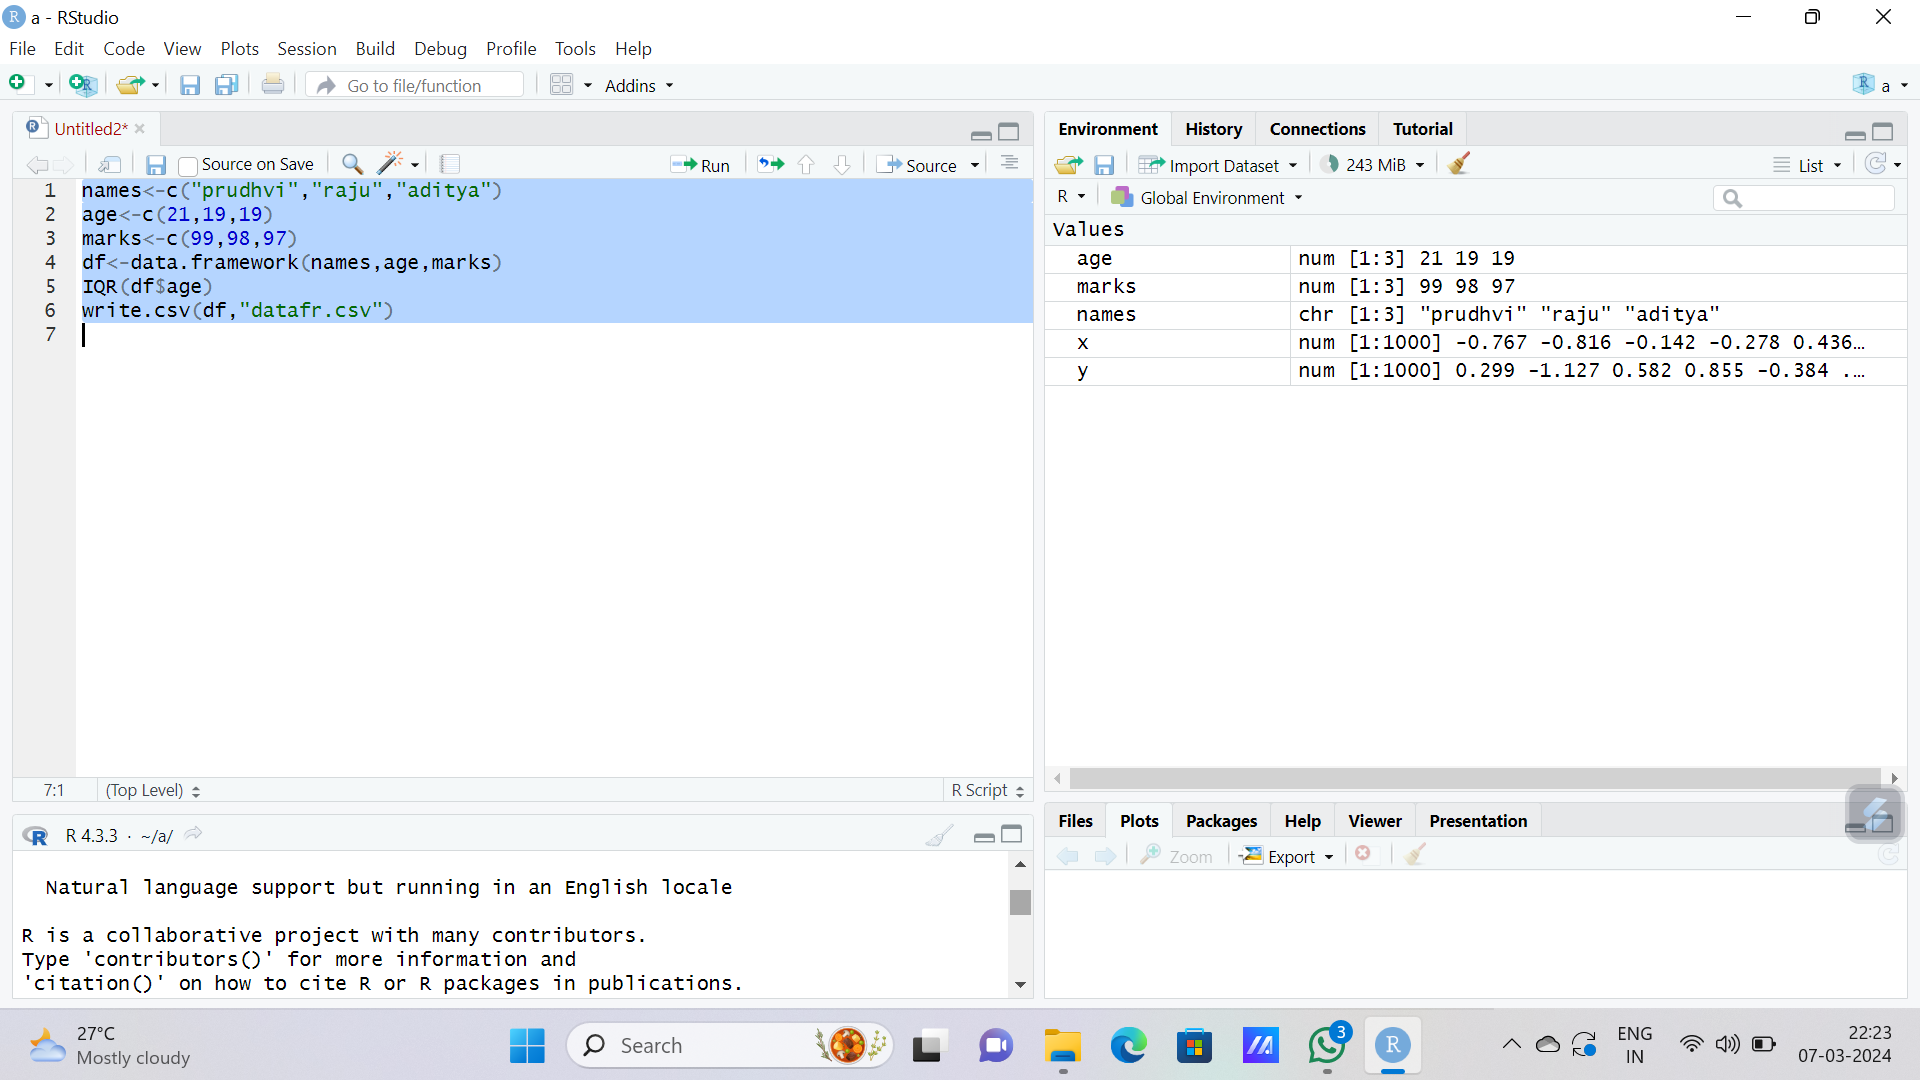 a - RStudio
File Edit Code View Plots Session Build Debug Profile Tools Help
Go to file/function Addins a
Untitled2*
Source on Save Run Source
1 names<-c("prudhvi","raju","aditya")
2 age<-c(21,19,19)
3 marks<-c(99,98,97)
4 df<-data.framework(names,age,marks)
5 IQR(df$age)
6 write.csv(df,"datafr.csv")
7
7:1 (Top Level) R Script
R 4.3.3 · ~/a/
Natural language support but running in an English locale
R is a collaborative project with many contributors.
Type 'contributors()' for more information and
'citation()' on how to cite R or R packages in publications.
Environment History Connections Tutorial
Import Dataset 243 MiB List
R Global Environment
Values
age num [1:3] 21 19 19
marks num [1:3] 99 98 97
names chr [1:3] "prudhvi" "raju" "aditya"
x num [1:1000] -0.767 -0.816 -0.142 -0.278 0.436…
y num [1:1000] 0.299 -1.127 0.582 0.855 -0.384 .…
Files Plots Packages Help Viewer Presentation
Zoom Export
27°C
Mostly cloudy
Search
3
R
ENG
IN
22:23
07-03-2024